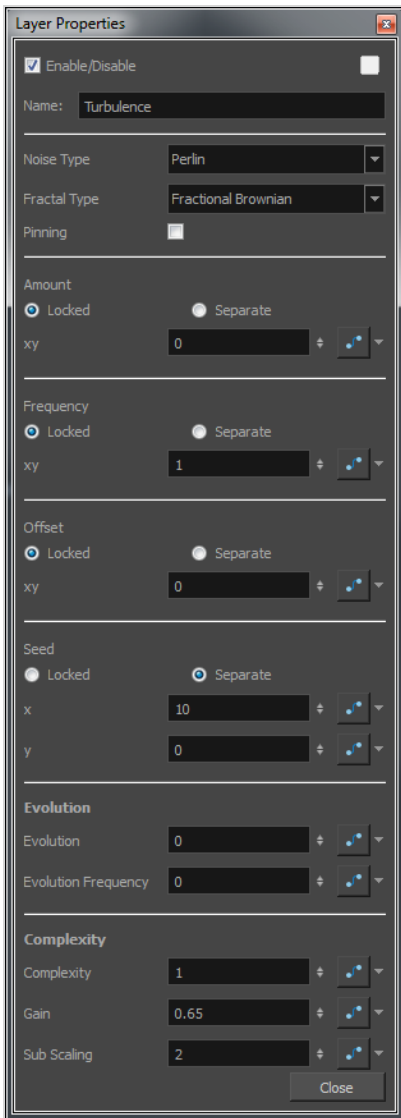 Layer Properties
Enable/Disable
Name: Turbulence
Noise Type Perlin
Fractal Type Fractional Brownian
Pinning
Amount
Locked Separate
xy 0
Frequency
Locked Separate
xy 1
Offset
Locked Separate
xy 0
Seed
Locked Separate
x 10
y 0
Evolution
Evolution 0
Evolution Frequency 0
Complexity
Complexity 1
Gain 0.65
Sub Scaling 2
Close